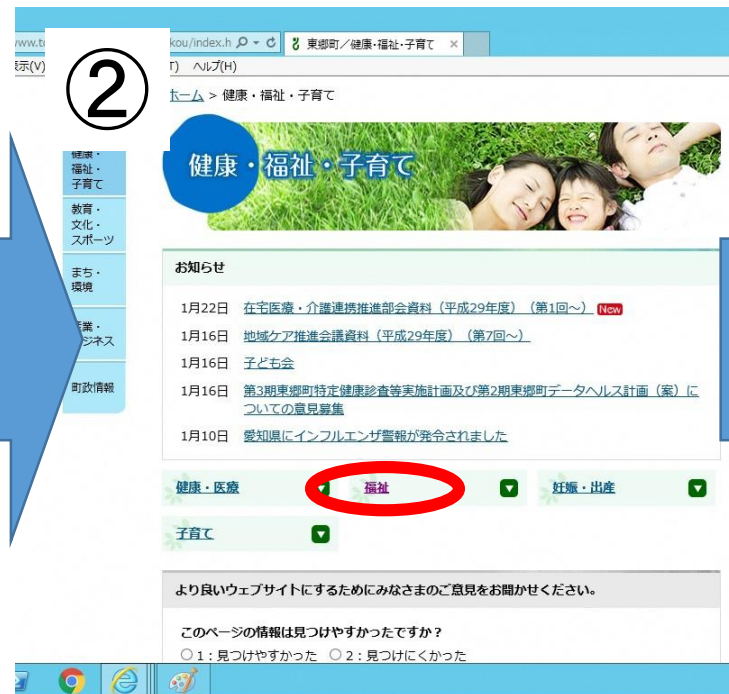 ②
www.to
kou/index.h
東郷町／健康・福祉・子育て ×
表示(V)
T) ヘルプ(H)
ホーム > 健康・福祉・子育て
健康・福祉・子育て
健康・
福祉・
子育て
教育・
文化・
スポーツ
まち・
環境
業・
ジネス
町政情報
お知らせ
1月22日 在宅医療・介護連携推進部会資料（平成29年度）（第1回～） New
1月16日 地域ケア推進会議資料（平成29年度）（第7回～）
1月16日 子ども会
1月16日 第3期東郷町特定健康診査等実施計画及び第2期東郷町データヘルス計画（案）に
ついての意見募集
1月10日 愛知県にインフルエンザ警報が発令されました
健康・医療 福祉 妊娠・出産
子育て
より良いウェブサイトにするためにみなさまのご意見をお聞かせください。
このページの情報は見つけやすかったですか？
1：見つけやすかった 2：見つけにくかった